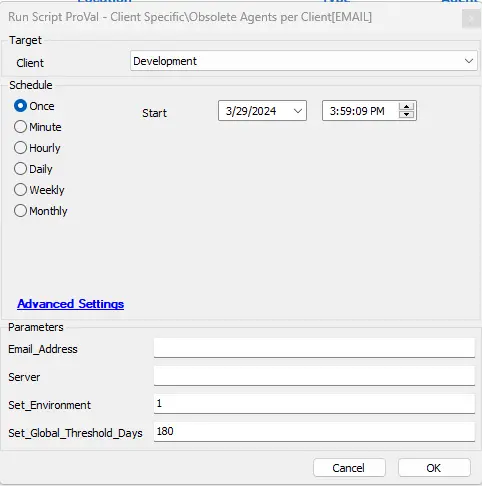 Run Script ProVal - Client Specific\Obsolete Agents per Client[EMAIL]
Target
Client Development
Schedule
Once Start 3/29/2024 3:59:09 PM
Minute
Hourly
Daily
Weekly
Monthly
Advanced Settings
Parameters
Email_Address
Server
Set_Environment 1
Set_Global_Threshold_Days 180
Cancel OK